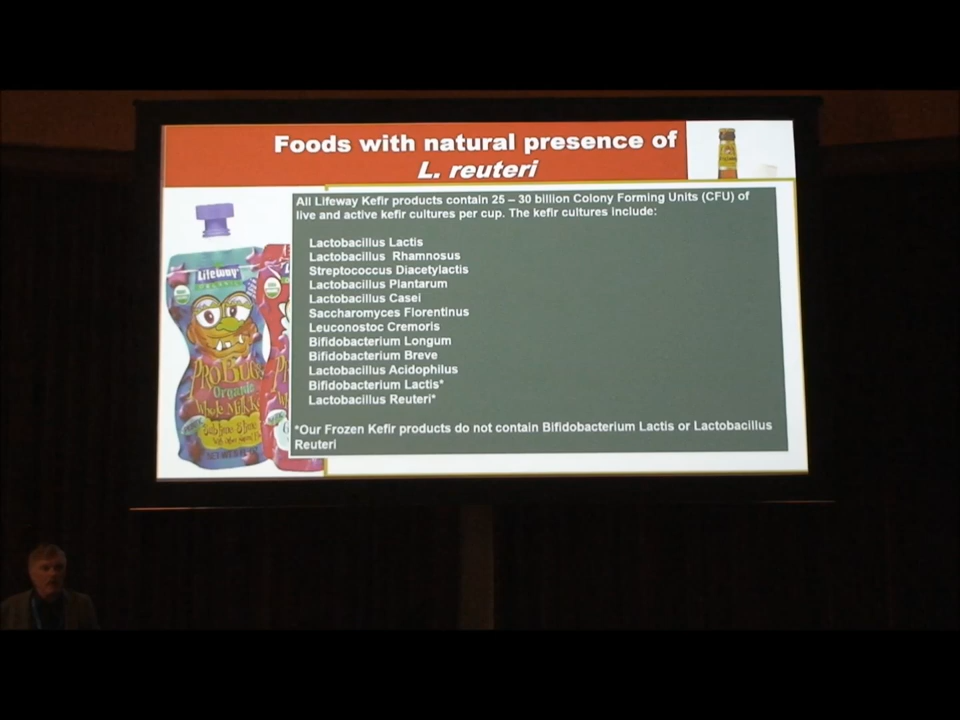 Foods with natural presence of
L. reuteri
All Lifeway Kefir products contain 25 – 30 billion Colony Forming Units (CFU) of
live and active kefir cultures per cup. The kefir cultures include:
Lactobacillus Lactis
Lactobacillus Rhamnosus
Streptococcus Diacetylactis
Lactobacillus Plantarum
Lactobacillus Casei
Saccharomyces Florentinus
Leuconostoc Cremoris
Bifidobacterium Longum
Bifidobacterium Breve
Lactobacillus Acidophilus
Bifidobacterium Lactis*
Lactobacillus Reuteri*
*Our Frozen Kefir products do not contain Bifidobacterium Lactis or Lactobacillus
Reuteri
Lifeway
ProBugs
Organic
Whole Milk